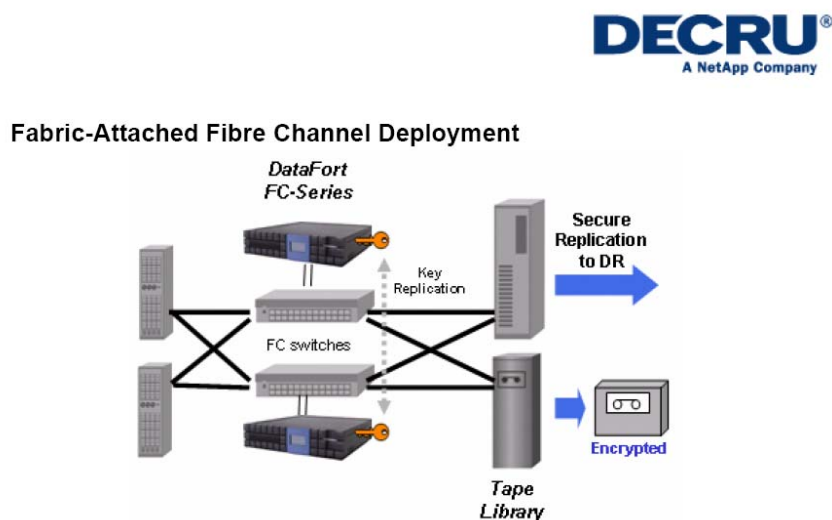 DECRU®
A NetApp Company
Fabric-Attached Fibre Channel Deployment
DataFort
FC-Series
Secure
Replication
to DR
Key
Replication
FC switches
Encrypted
Tape
Library